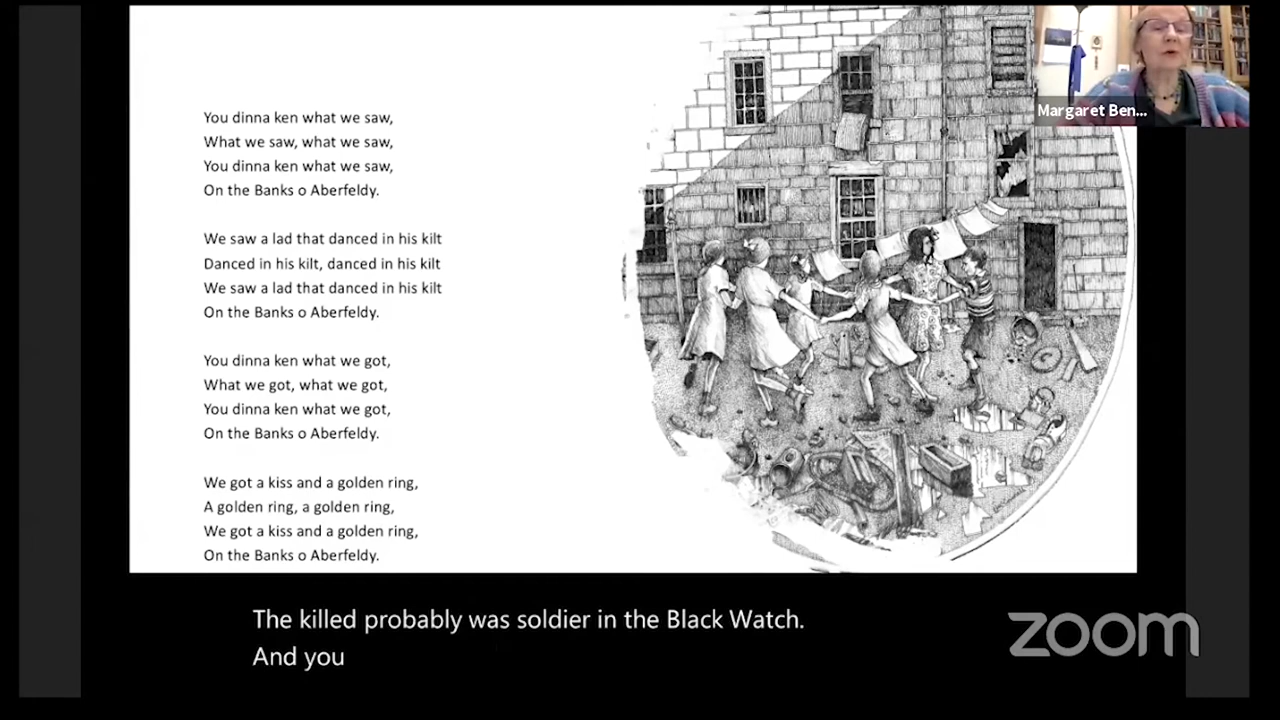 You dinna ken what we saw,
What we saw, what we saw,
You dinna ken what we saw,
On the Banks o Aberfeldy.
We saw a lad that danced in his kilt
Danced in his kilt, danced in his kilt
We saw a lad that danced in his kilt
On the Banks o Aberfeldy.
You dinna ken what we got,
What we got, what we got,
You dinna ken what we got,
On the Banks o Aberfeldy.
We got a kiss and a golden ring,
A golden ring, a golden ring,
We got a kiss and a golden ring,
On the Banks o Aberfeldy.
Margaret Ben...
The killed probably was soldier in the Black Watch.
And you
zoom